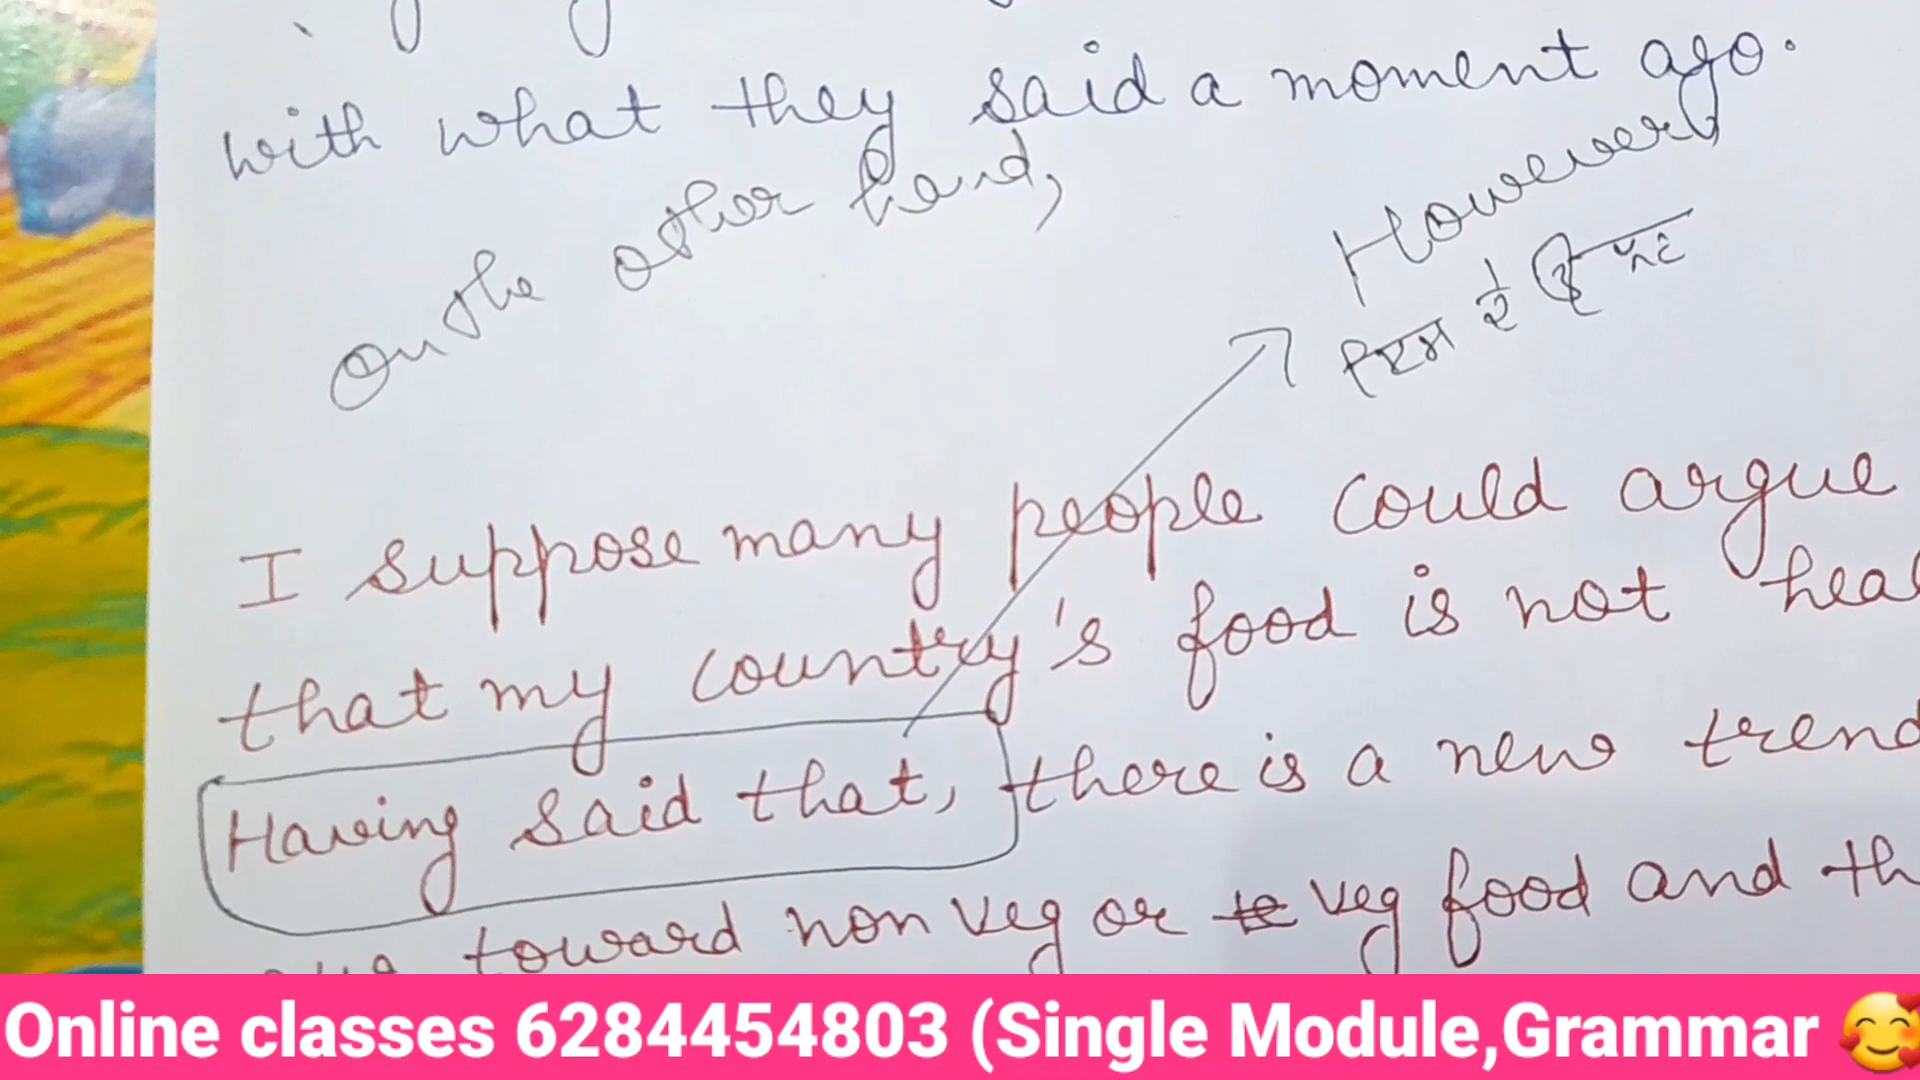 with what they said a moment ago.
on the other hand,
However
I suppose many people could argue
that my country's food is not heal
Having said that, there is a new trend
toward non veg or veg food and th
Online classes 6284454803 (Single Module,Grammar 🥰